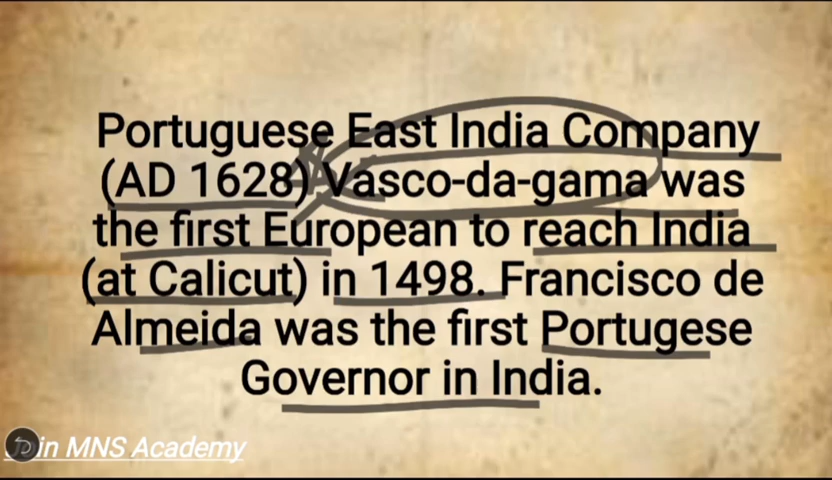 Portuguese East India Company
(AD 1628) Vasco-da-gama was
the first European to reach India
(at Calicut) in 1498. Francisco de
Almeida was the first Portugese
Governor in India.
in MNS Academy